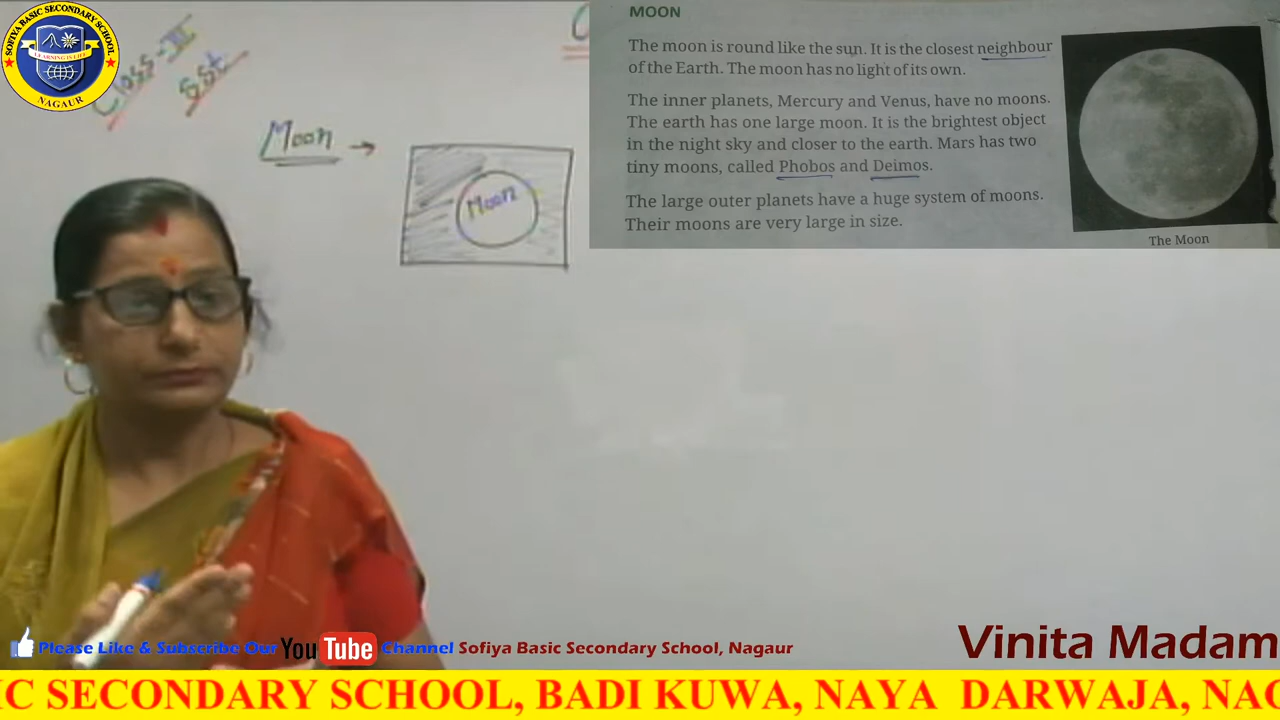 SOFIYA BASIC SECONDARY SCHOOL
LEARNING IS LIFE
NAGAUR
Class-III
S.St.
Moon →
Moon
MOON
The moon is round like the sun. It is the closest neighbour
of the Earth. The moon has no light of its own.
The inner planets, Mercury and Venus, have no moons.
The earth has one large moon. It is the brightest object
in the night sky and closer to the earth. Mars has two
tiny moons, called Phobos and Deimos.
The large outer planets have a huge system of moons.
Their moons are very large in size.
The Moon
Please Like & Subscribe Our YouTube Channel Sofiya Basic Secondary School, Nagaur
Vinita Madam
IC SECONDARY SCHOOL, BADI KUWA, NAYA DARWAJA, NAG